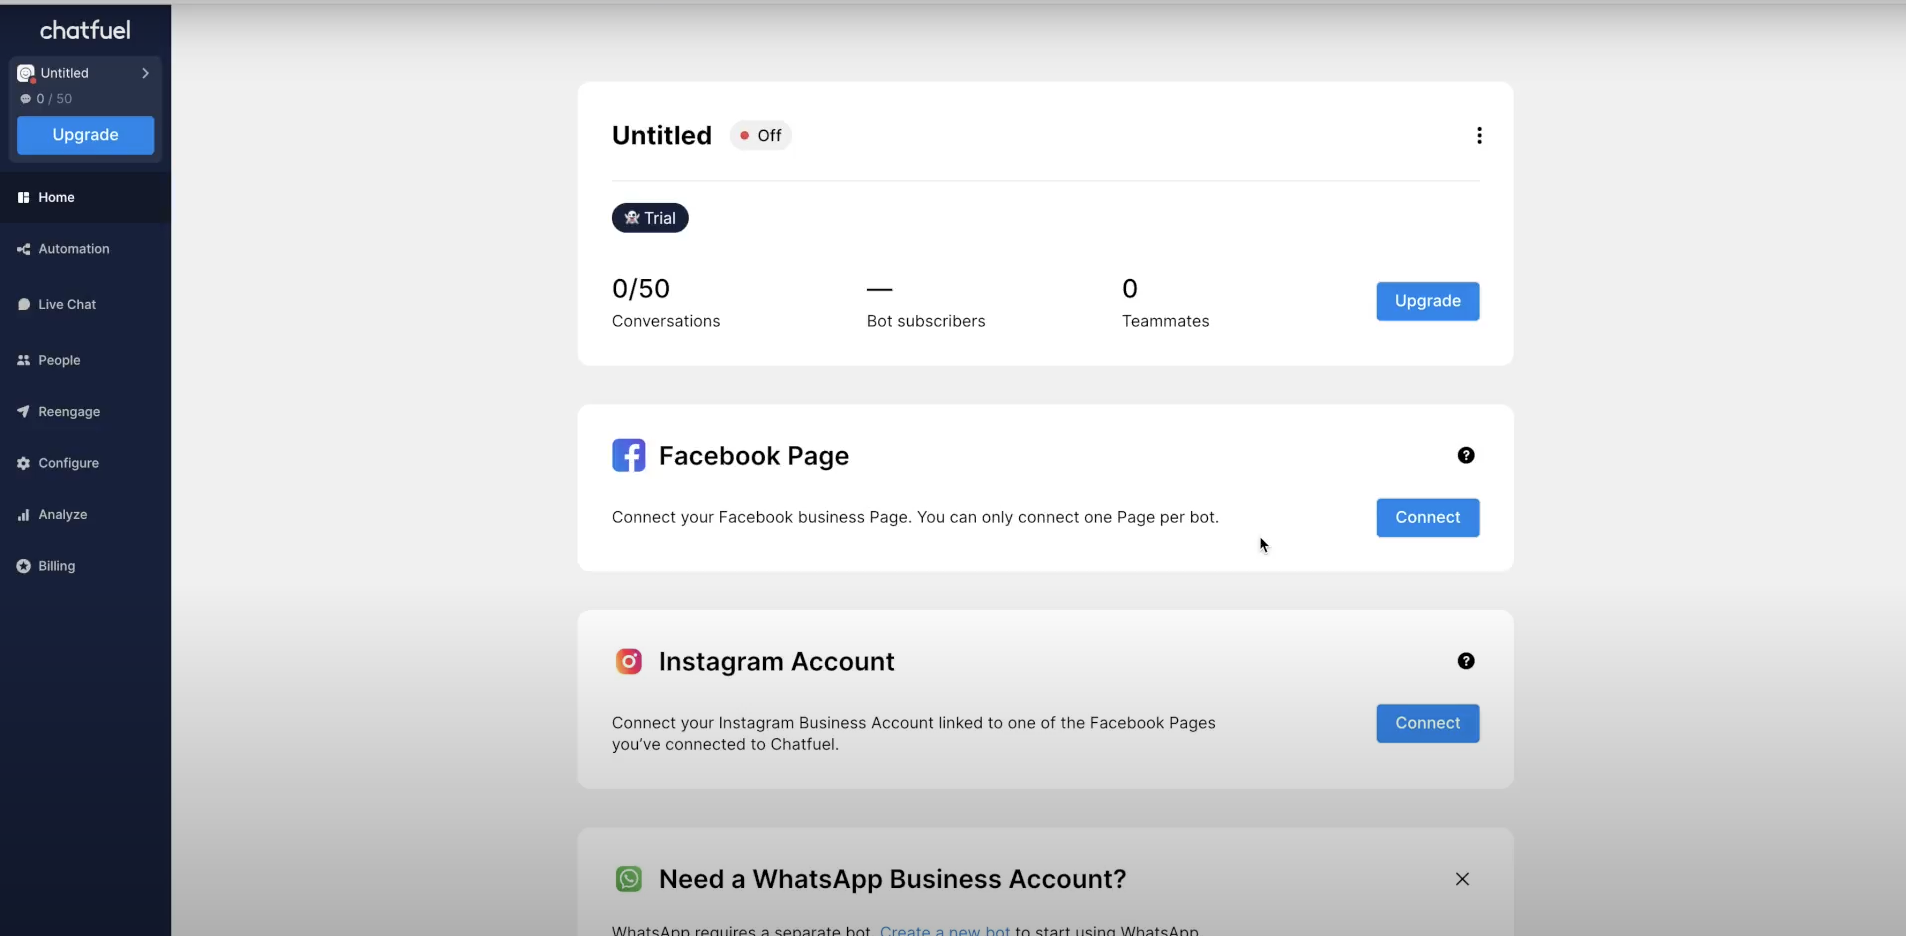 chatfuel
Untitled
0 / 50
Upgrade
Home
Automation
Live Chat
People
Reengage
Configure
Analyze
Billing
Untitled
Off
Trial
0/50
Conversations
—
Bot subscribers
0
Teammates
Upgrade
Facebook Page
Connect your Facebook business Page. You can only connect one Page per bot.
Connect
Instagram Account
Connect your Instagram Business Account linked to one of the Facebook Pages
you've connected to Chatfuel.
Connect
Need a WhatsApp Business Account?
WhatsApp requires a separate bot. Create a new bot to start using WhatsApp